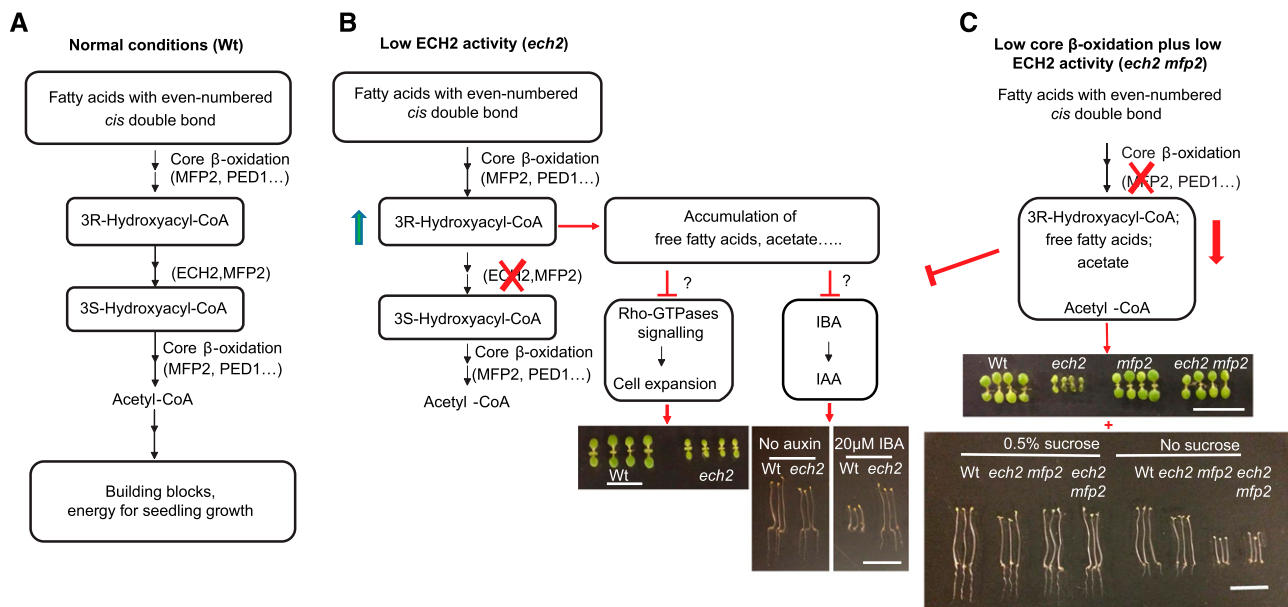 A
Normal conditions (Wt)
Fatty acids with even-numbered
cis double bond
Core β-oxidation
(MFP2, PED1…)
3R-Hydroxyacyl-CoA
(ECH2,MFP2)
3S-Hydroxyacyl-CoA
Core β-oxidation
(MFP2, PED1…)
Acetyl-CoA
Building blocks,
energy for seedling growth
B
Low ECH2 activity (ech2)
Fatty acids with even-numbered
cis double bond
Core β-oxidation
(MFP2, PED1…)
3R-Hydroxyacyl-CoA
(ECH2,MFP2)
3S-Hydroxyacyl-CoA
Core β-oxidation
(MFP2, PED1…)
Acetyl -CoA
Accumulation of
free fatty acids, acetate…..
?
?
Rho-GTPases
signalling
Cell expansion
IBA
IAA
Wt
ech2
No auxin
Wt ech2
20µM IBA
Wt ech2
C
Low core β-oxidation plus low
ECH2 activity (ech2 mfp2)
Fatty acids with even-numbered
cis double bond
Core β-oxidation
(MFP2, PED1…)
3R-Hydroxyacyl-CoA;
free fatty acids;
acetate
Acetyl -CoA
Wt ech2 mfp2 ech2 mfp2
+
0.5% sucrose
Wt ech2 mfp2 ech2
mfp2
No sucrose
Wt ech2 mfp2 ech2
mfp2